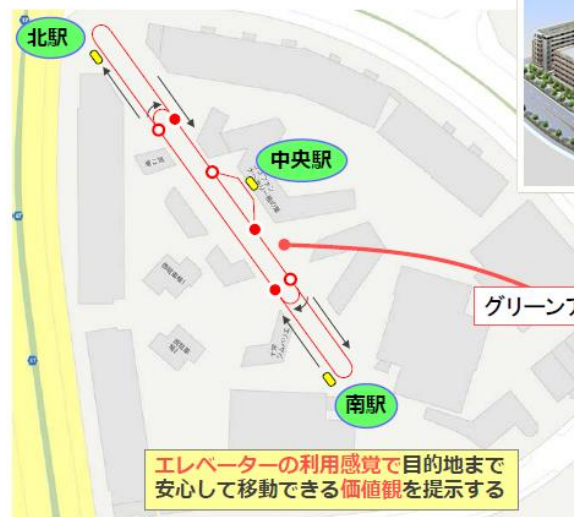 北駅
中央駅
グリーンア
南駅
エレベーターの利用感覚で目的地まで
安心して移動できる価値観を提示する